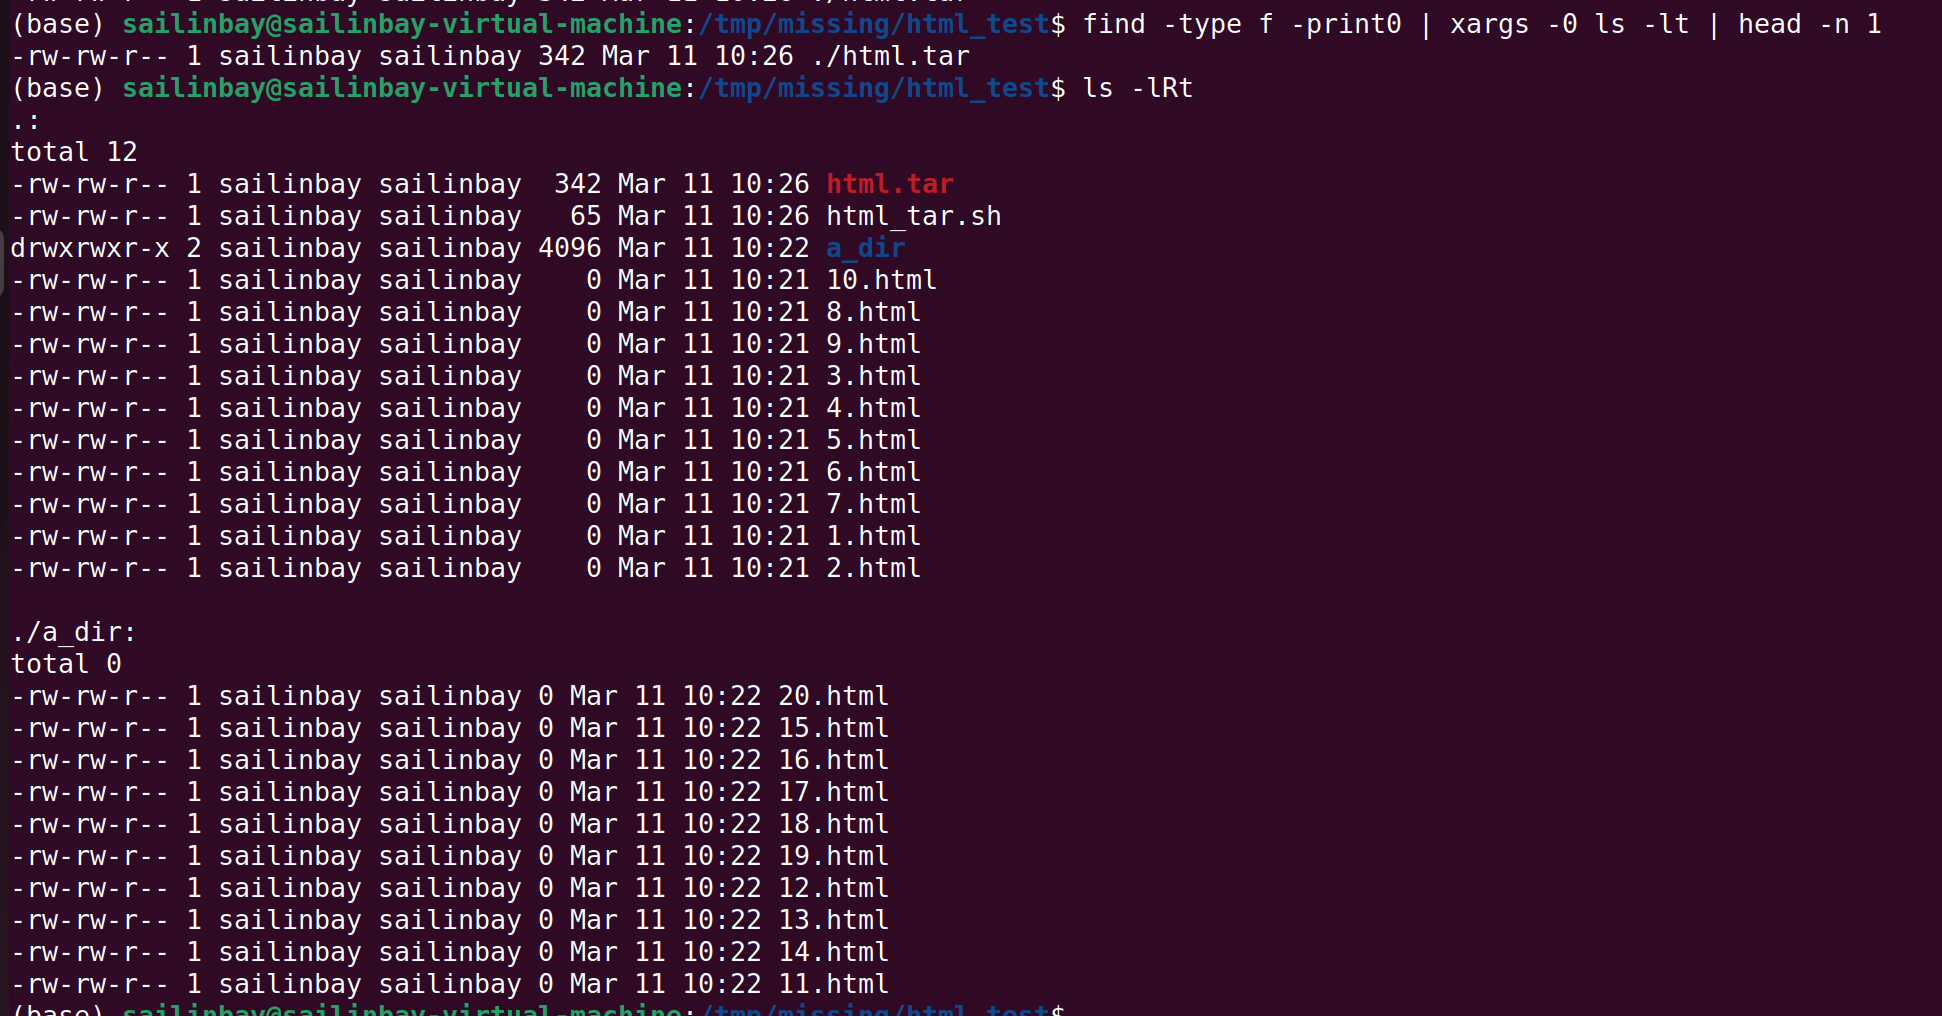 -rw-rw-r-- 1 sailinbay sailinbay 342 Mar 11 10:26 ./html.tar
(base) sailinbay@sailinbay-virtual-machine:/tmp/missing/html_test$ find -type f -print0 | xargs -0 ls -lt | head -n 1
-rw-rw-r-- 1 sailinbay sailinbay 342 Mar 11 10:26 ./html.tar
(base) sailinbay@sailinbay-virtual-machine:/tmp/missing/html_test$ ls -lRt
.:
total 12
-rw-rw-r-- 1 sailinbay sailinbay  342 Mar 11 10:26 html.tar
-rw-rw-r-- 1 sailinbay sailinbay   65 Mar 11 10:26 html_tar.sh
drwxrwxr-x 2 sailinbay sailinbay 4096 Mar 11 10:22 a_dir
-rw-rw-r-- 1 sailinbay sailinbay    0 Mar 11 10:21 10.html
-rw-rw-r-- 1 sailinbay sailinbay    0 Mar 11 10:21 8.html
-rw-rw-r-- 1 sailinbay sailinbay    0 Mar 11 10:21 9.html
-rw-rw-r-- 1 sailinbay sailinbay    0 Mar 11 10:21 3.html
-rw-rw-r-- 1 sailinbay sailinbay    0 Mar 11 10:21 4.html
-rw-rw-r-- 1 sailinbay sailinbay    0 Mar 11 10:21 5.html
-rw-rw-r-- 1 sailinbay sailinbay    0 Mar 11 10:21 6.html
-rw-rw-r-- 1 sailinbay sailinbay    0 Mar 11 10:21 7.html
-rw-rw-r-- 1 sailinbay sailinbay    0 Mar 11 10:21 1.html
-rw-rw-r-- 1 sailinbay sailinbay    0 Mar 11 10:21 2.html
./a_dir:
total 0
-rw-rw-r-- 1 sailinbay sailinbay 0 Mar 11 10:22 20.html
-rw-rw-r-- 1 sailinbay sailinbay 0 Mar 11 10:22 15.html
-rw-rw-r-- 1 sailinbay sailinbay 0 Mar 11 10:22 16.html
-rw-rw-r-- 1 sailinbay sailinbay 0 Mar 11 10:22 17.html
-rw-rw-r-- 1 sailinbay sailinbay 0 Mar 11 10:22 18.html
-rw-rw-r-- 1 sailinbay sailinbay 0 Mar 11 10:22 19.html
-rw-rw-r-- 1 sailinbay sailinbay 0 Mar 11 10:22 12.html
-rw-rw-r-- 1 sailinbay sailinbay 0 Mar 11 10:22 13.html
-rw-rw-r-- 1 sailinbay sailinbay 0 Mar 11 10:22 14.html
-rw-rw-r-- 1 sailinbay sailinbay 0 Mar 11 10:22 11.html
(base) sailinbay@sailinbay-virtual-machine:/tmp/missing/html_test$